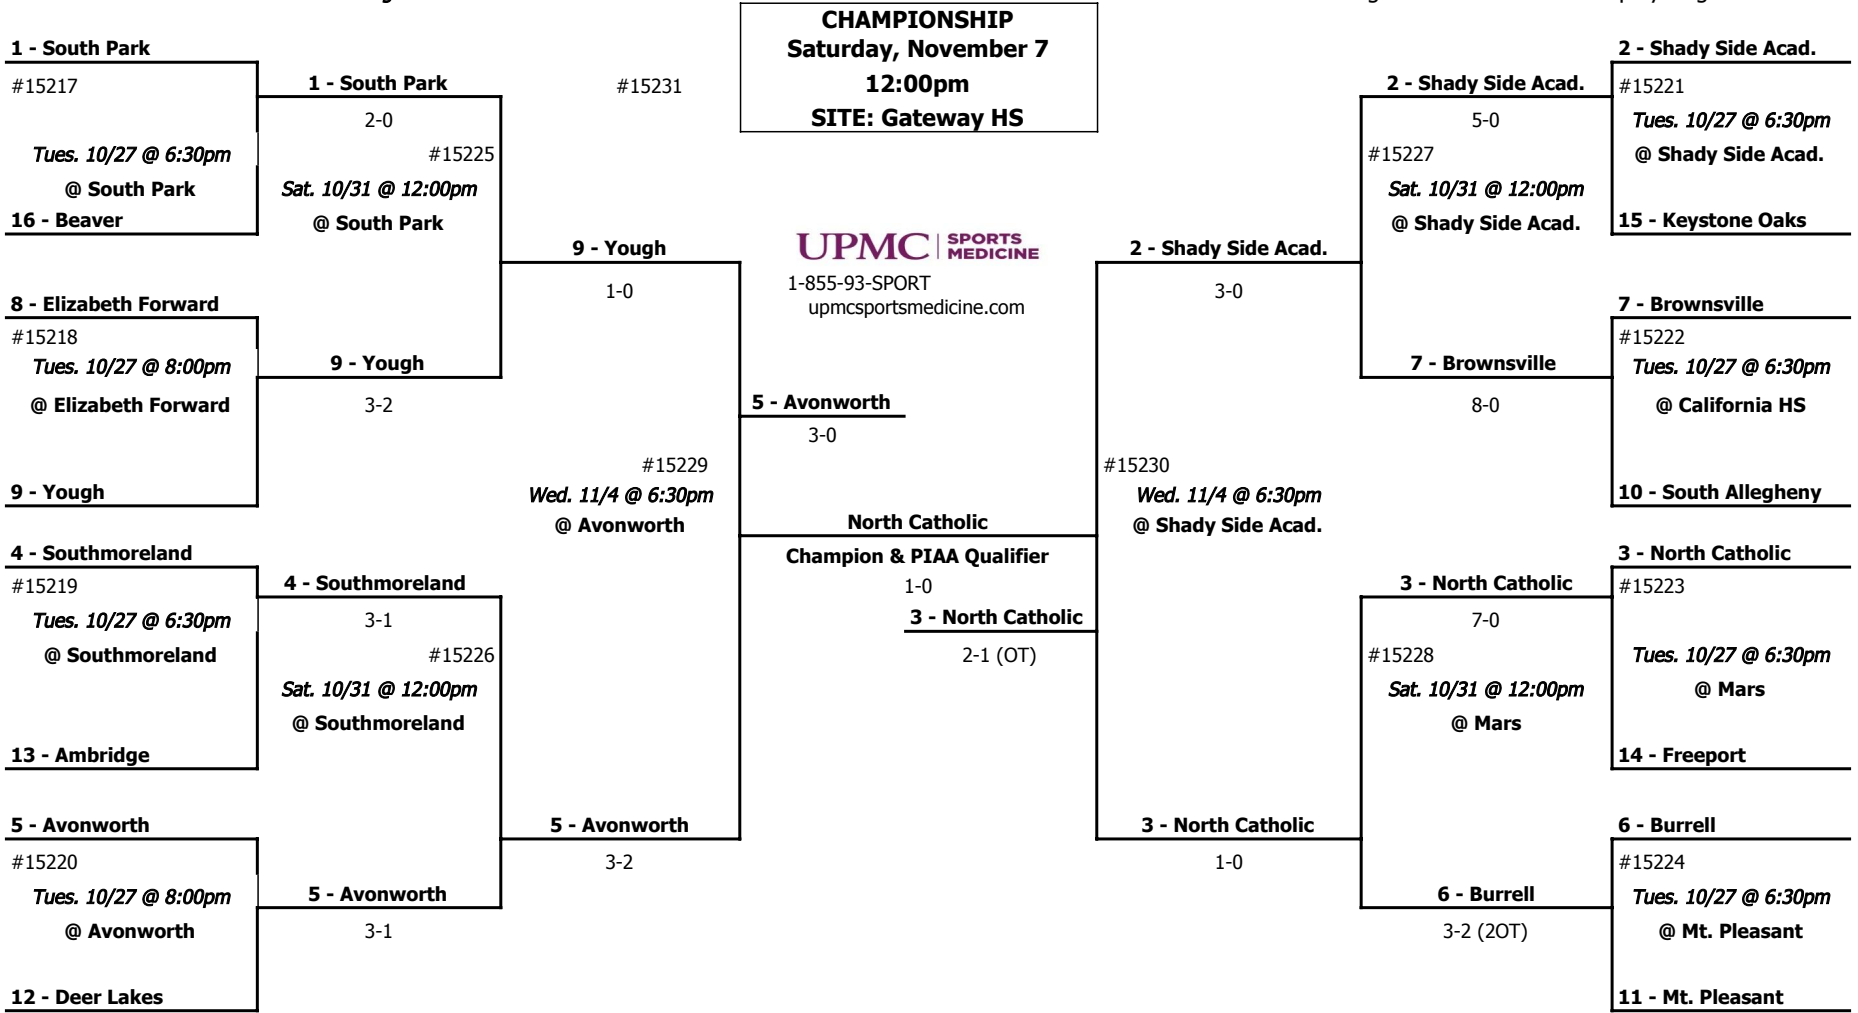 CHAMPIONSHIP
Saturday, November 7
12:00pm
SITE: Gateway HS
#15231
1 - South Park
#15217
Tues. 10/27 @ 6:30pm
@ South Park
16 - Beaver
8 - Elizabeth Forward
#15218
Tues. 10/27 @ 8:00pm
@ Elizabeth Forward
9 - Yough
4 - Southmoreland
#15219
Tues. 10/27 @ 6:30pm
@ Southmoreland
13 - Ambridge
5 - Avonworth
#15220
Tues. 10/27 @ 8:00pm
@ Avonworth
12 - Deer Lakes
1 - South Park
2-0
#15225
Sat. 10/31 @ 12:00pm
@ South Park
9 - Yough
3-2
4 - Southmoreland
3-1
#15226
Sat. 10/31 @ 12:00pm
@ Southmoreland
5 - Avonworth
3-1
9 - Yough
1-0
#15229
Wed. 11/4 @ 6:30pm
@ Avonworth
5 - Avonworth
3-2
UPMC | SPORTS MEDICINE
1-855-93-SPORT
upmcsportsmedicine.com
5 - Avonworth
3-0
North Catholic
Champion & PIAA Qualifier
1-0
3 - North Catholic
2-1 (OT)
2 - Shady Side Acad.
3-0
#15230
Wed. 11/4 @ 6:30pm
@ Shady Side Acad.
3 - North Catholic
1-0
2 - Shady Side Acad.
5-0
#15227
Sat. 10/31 @ 12:00pm
@ Shady Side Acad.
7 - Brownsville
8-0
3 - North Catholic
7-0
#15228
Sat. 10/31 @ 12:00pm
@ Mars
6 - Burrell
3-2 (2OT)
2 - Shady Side Acad.
#15221
Tues. 10/27 @ 6:30pm
@ Shady Side Acad.
15 - Keystone Oaks
7 - Brownsville
#15222
Tues. 10/27 @ 6:30pm
@ California HS
10 - South Allegheny
3 - North Catholic
#15223
Tues. 10/27 @ 6:30pm
@ Mars
14 - Freeport
6 - Burrell
#15224
Tues. 10/27 @ 6:30pm
@ Mt. Pleasant
11 - Mt. Pleasant